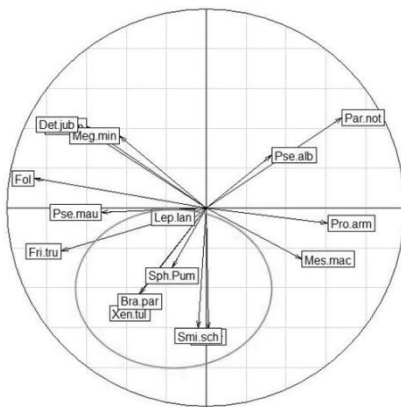 Par.not
Det.jub
Meg.min
Pse.alb
Fol
Pse.mau
Lep.lan
Pro.arm
Fri.tru
Mes.mac
Sph.Pum
Bra.par
Xen.tul
Smi.sch